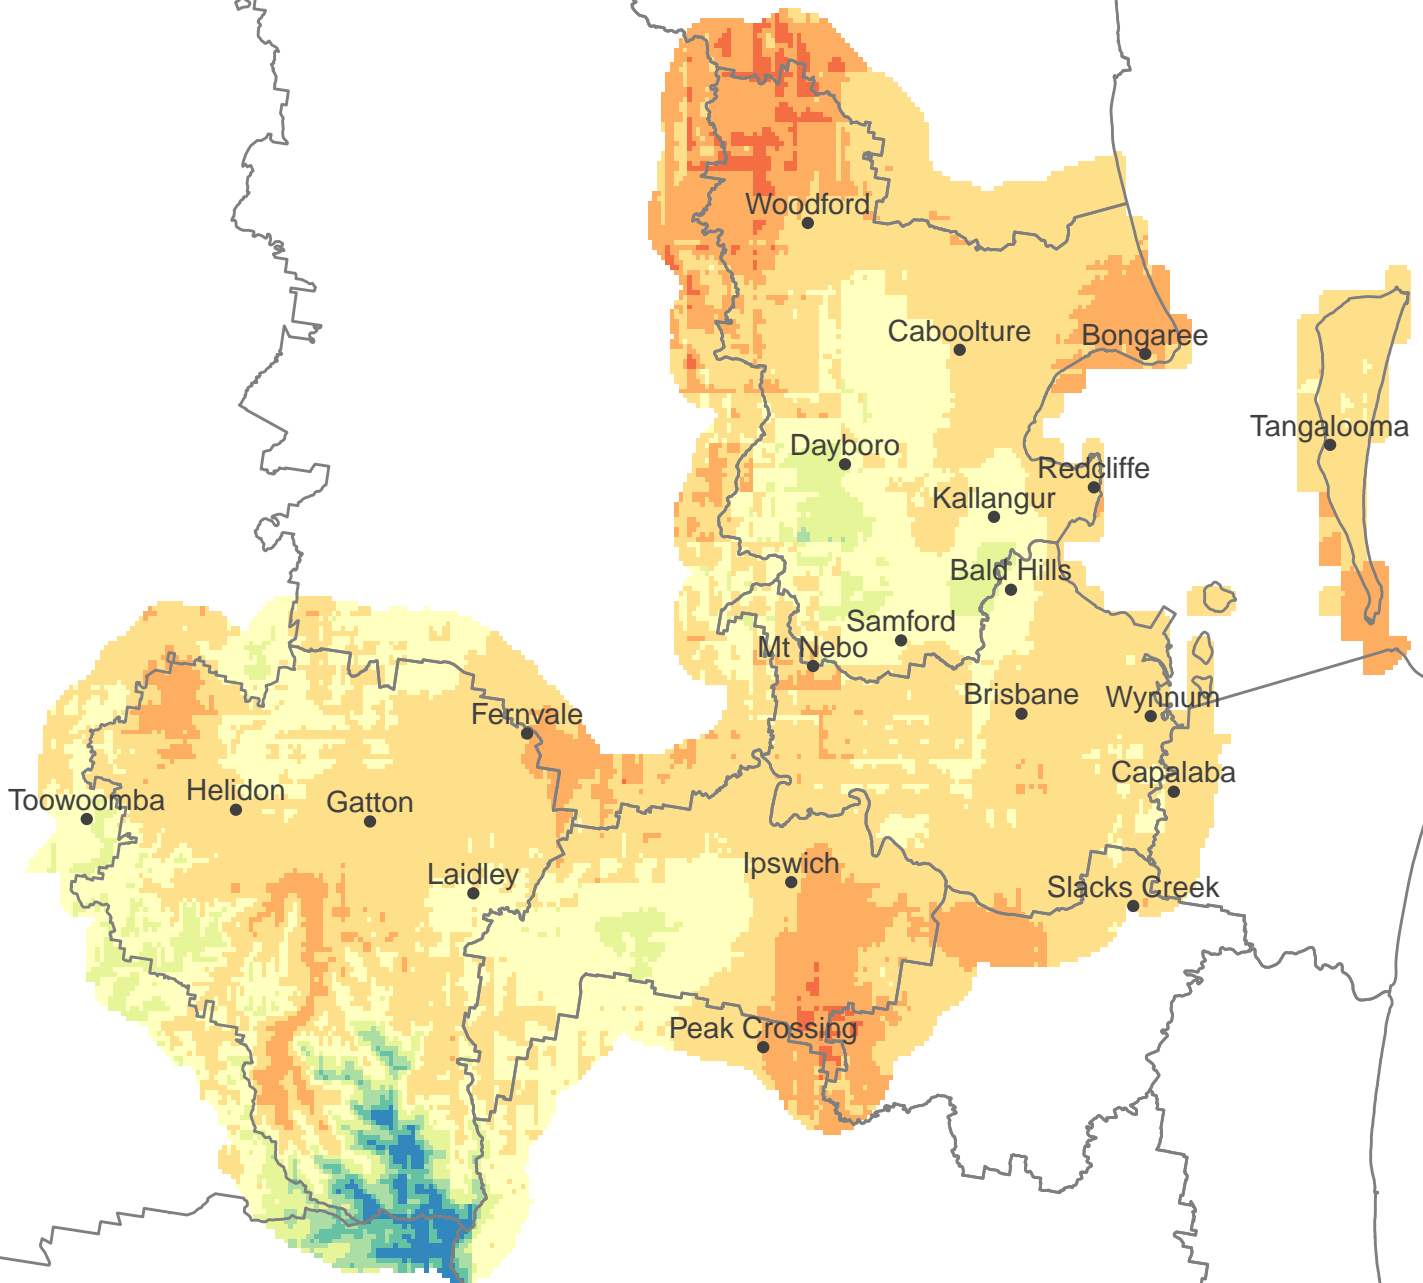 Woodford
Caboolture
Bongaree
Tangalooma
Dayboro
Redcliffe
Kallangur
Bald Hills
Samford
Mt Nebo
Brisbane
Wynnum
Fernvale
Capalaba
Toowoomba
Helidon
Gatton
Ipswich
Laidley
Slacks Creek
Peak Crossing